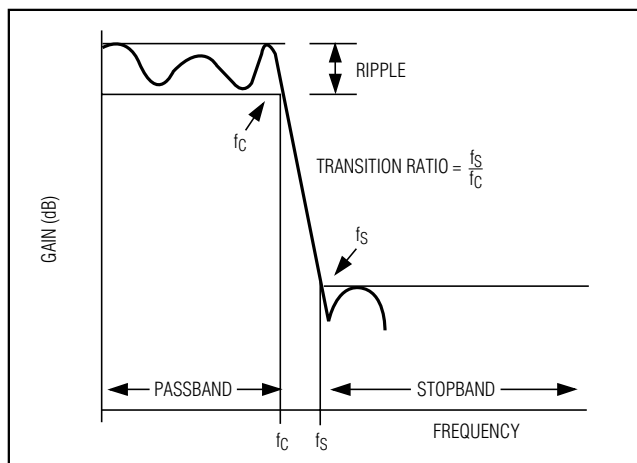 RIPPLE
fC
TRANSITION RATIO = fS/fC
GAIN (dB)
fS
PASSBAND
STOPBAND
fC
fS
FREQUENCY